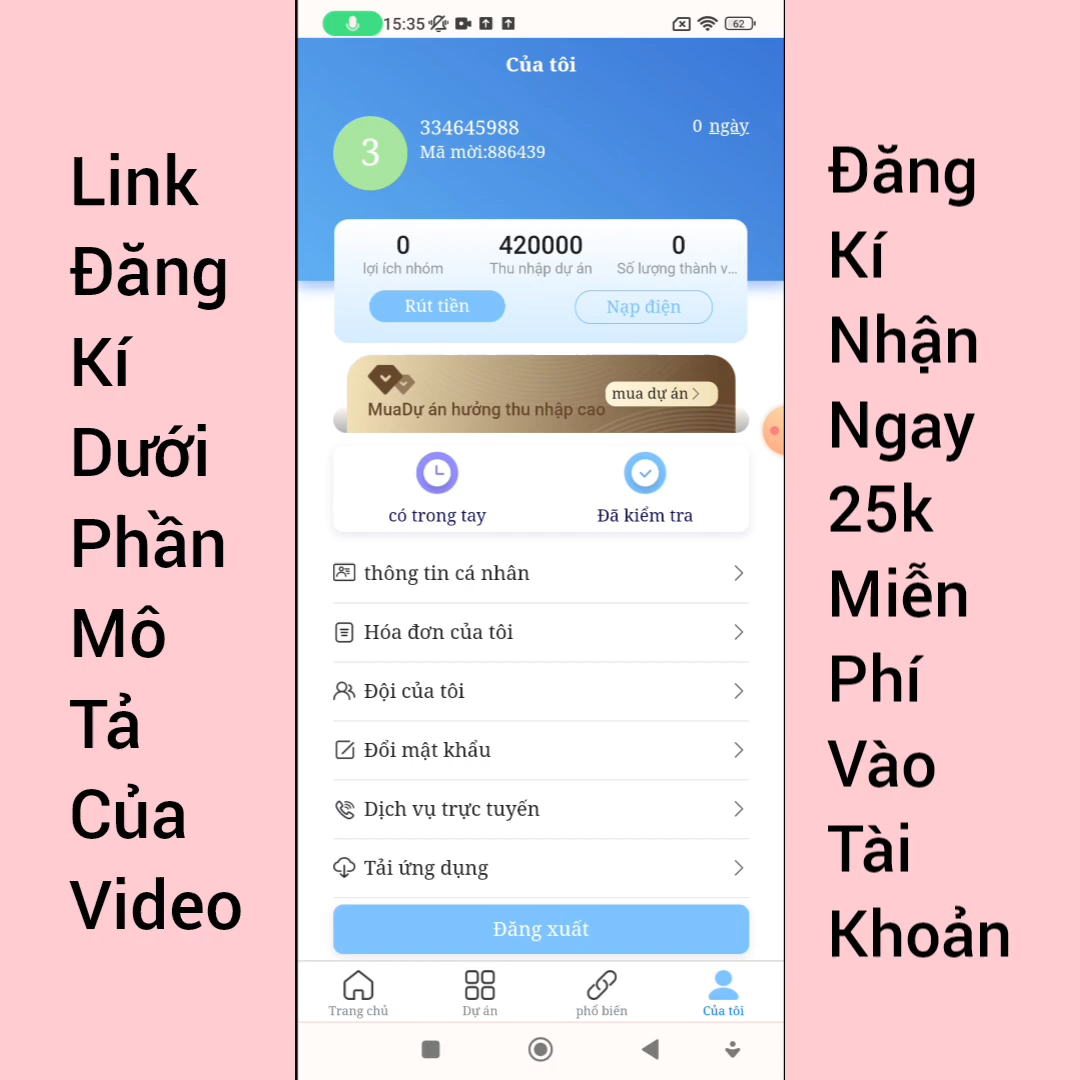 Link
Đăng
Kí
Dưới
Phần
Mô
Tả
Của
Video
15:35
62
Của tôi
3
334645988
Mã mời:886439
0 ngày
0 420000 0
lợi ích nhóm Thu nhập dự án Số lượng thành v...
Rút tiền Nạp điện
MuaDự án hưởng thu nhập cao
mua dự án
có trong tay Đã kiểm tra
thông tin cá nhân
Hóa đơn của tôi
Đội của tôi
Đổi mật khẩu
Dịch vụ trực tuyến
Tải ứng dụng
Đăng xuất
Trang chủ Dự án phổ biến Của tôi
Đăng
Kí
Nhận
Ngay
25k
Miễn
Phí
Vào
Tài
Khoản